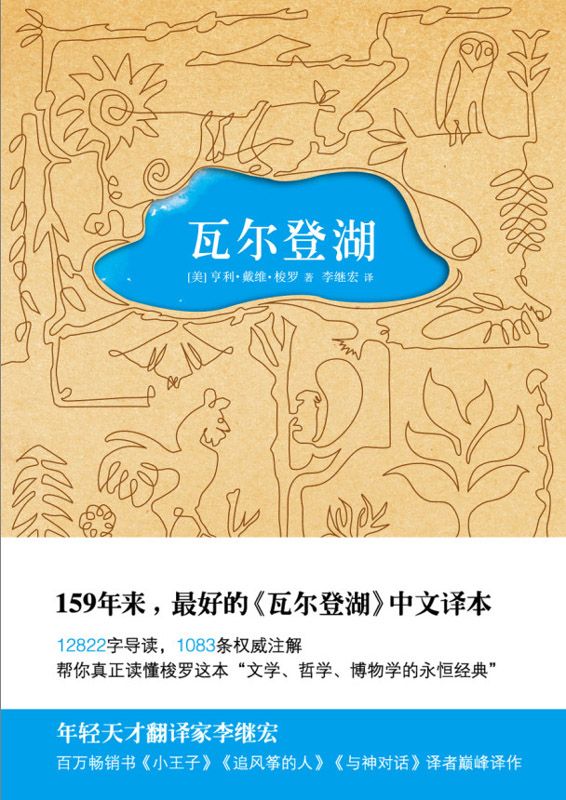 瓦尔登湖
[美]亨利·戴维·梭罗 著 李继宏 译
159年来，最好的《瓦尔登湖》中文译本
12822字导读，1083条权威注解
帮你真正读懂梭罗这本“文学、哲学、博物学的永恒经典”
年轻天才翻译家李继宏
百万畅销书《小王子》《追风筝的人》《与神对话》译者巅峰译作